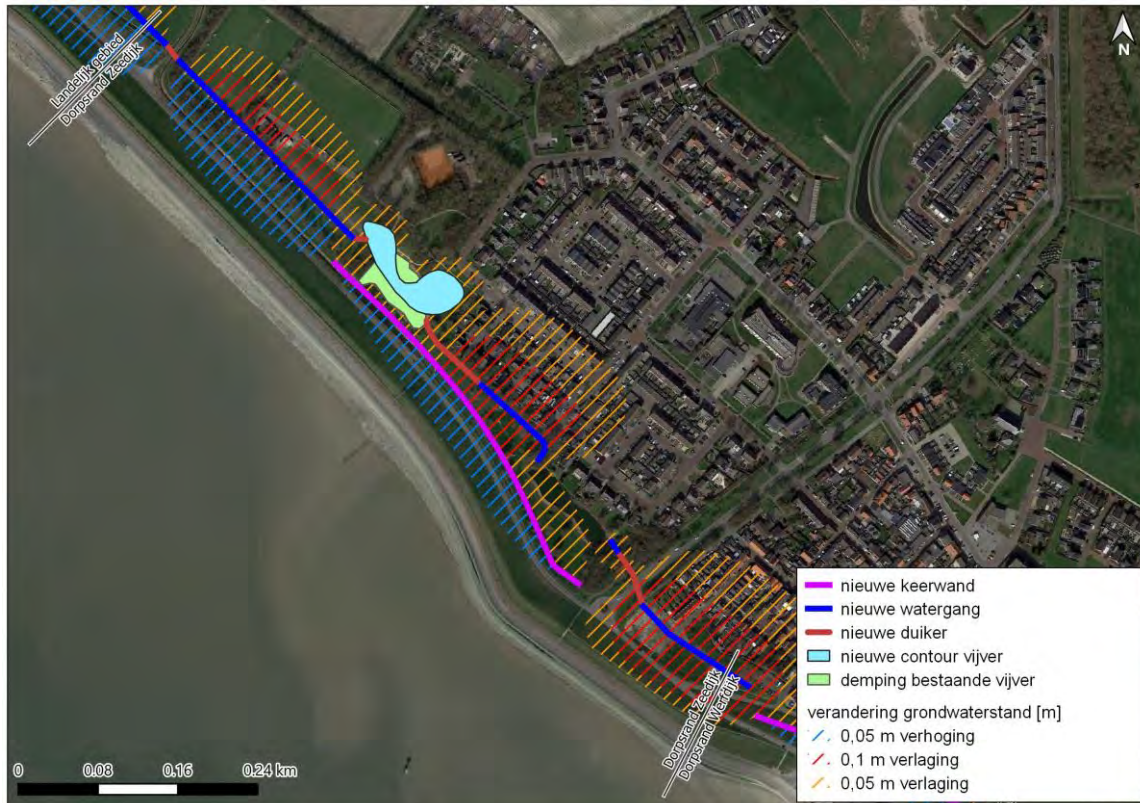 Landelijk gebied
Dorpsrand Zeedijk
N
Dorpsrand Zeedijk
Dorpsrand Werfdijk
nieuwe keerwand
nieuwe watergang
nieuwe duiker
nieuwe contour vijver
demping bestaande vijver
verandering grondwaterstand [m]
0,05 m verhoging
0,1 m verlaging
0,05 m verlaging
0 0.08 0.16 0.24 km